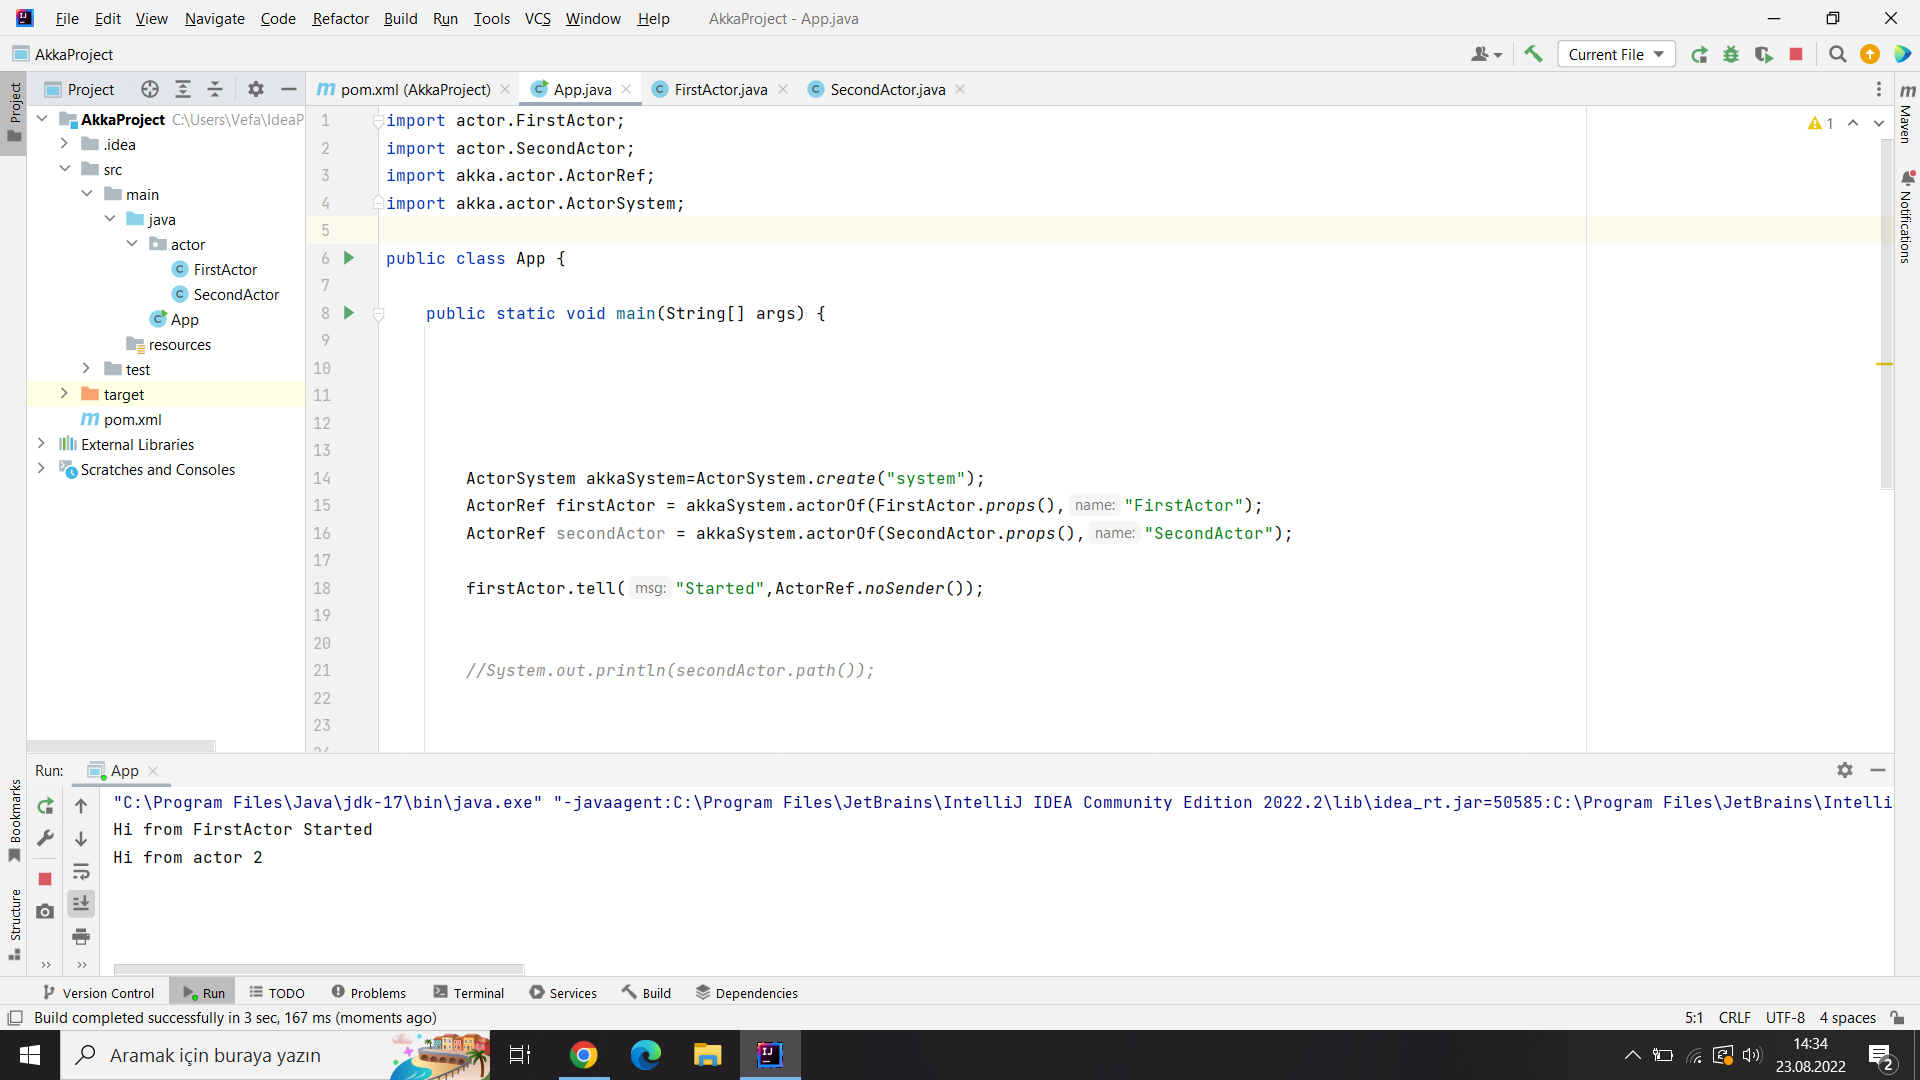 File Edit View Navigate Code Refactor Build Run Tools VCS Window Help AkkaProject - App.java
AkkaProject
Current File
Project
pom.xml (AkkaProject)
App.java
FirstActor.java
SecondActor.java
AkkaProject C:\Users\Vefa\IdeaP
.idea
src
main
java
actor
FirstActor
SecondActor
App
resources
test
target
pom.xml
External Libraries
Scratches and Consoles
1 import actor.FirstActor;
2 import actor.SecondActor;
3 import akka.actor.ActorRef;
4 import akka.actor.ActorSystem;
5
6 public class App {
7
8 public static void main(String[] args) {
9
10
11
12
13
14 ActorSystem akkaSystem=ActorSystem.create("system");
15 ActorRef firstActor = akkaSystem.actorOf(FirstActor.props(), name: "FirstActor");
16 ActorRef secondActor = akkaSystem.actorOf(SecondActor.props(), name: "SecondActor");
17
18 firstActor.tell( msg: "Started",ActorRef.noSender());
19
20
21 //System.out.println(secondActor.path());
22
23
1
Project
Bookmarks
Structure
Maven
Notifications
Run: App
"C:\Program Files\Java\jdk-17\bin\java.exe" "-javaagent:C:\Program Files\JetBrains\IntelliJ IDEA Community Edition 2022.2\lib\idea_rt.jar=50585:C:\Program Files\JetBrains\Intelli
Hi from FirstActor Started
Hi from actor 2
Version Control Run TODO Problems Terminal Services Build Dependencies
Build completed successfully in 3 sec, 167 ms (moments ago)
5:1 CRLF UTF-8 4 spaces
Aramak için buraya yazın
14:34
23.08.2022
2